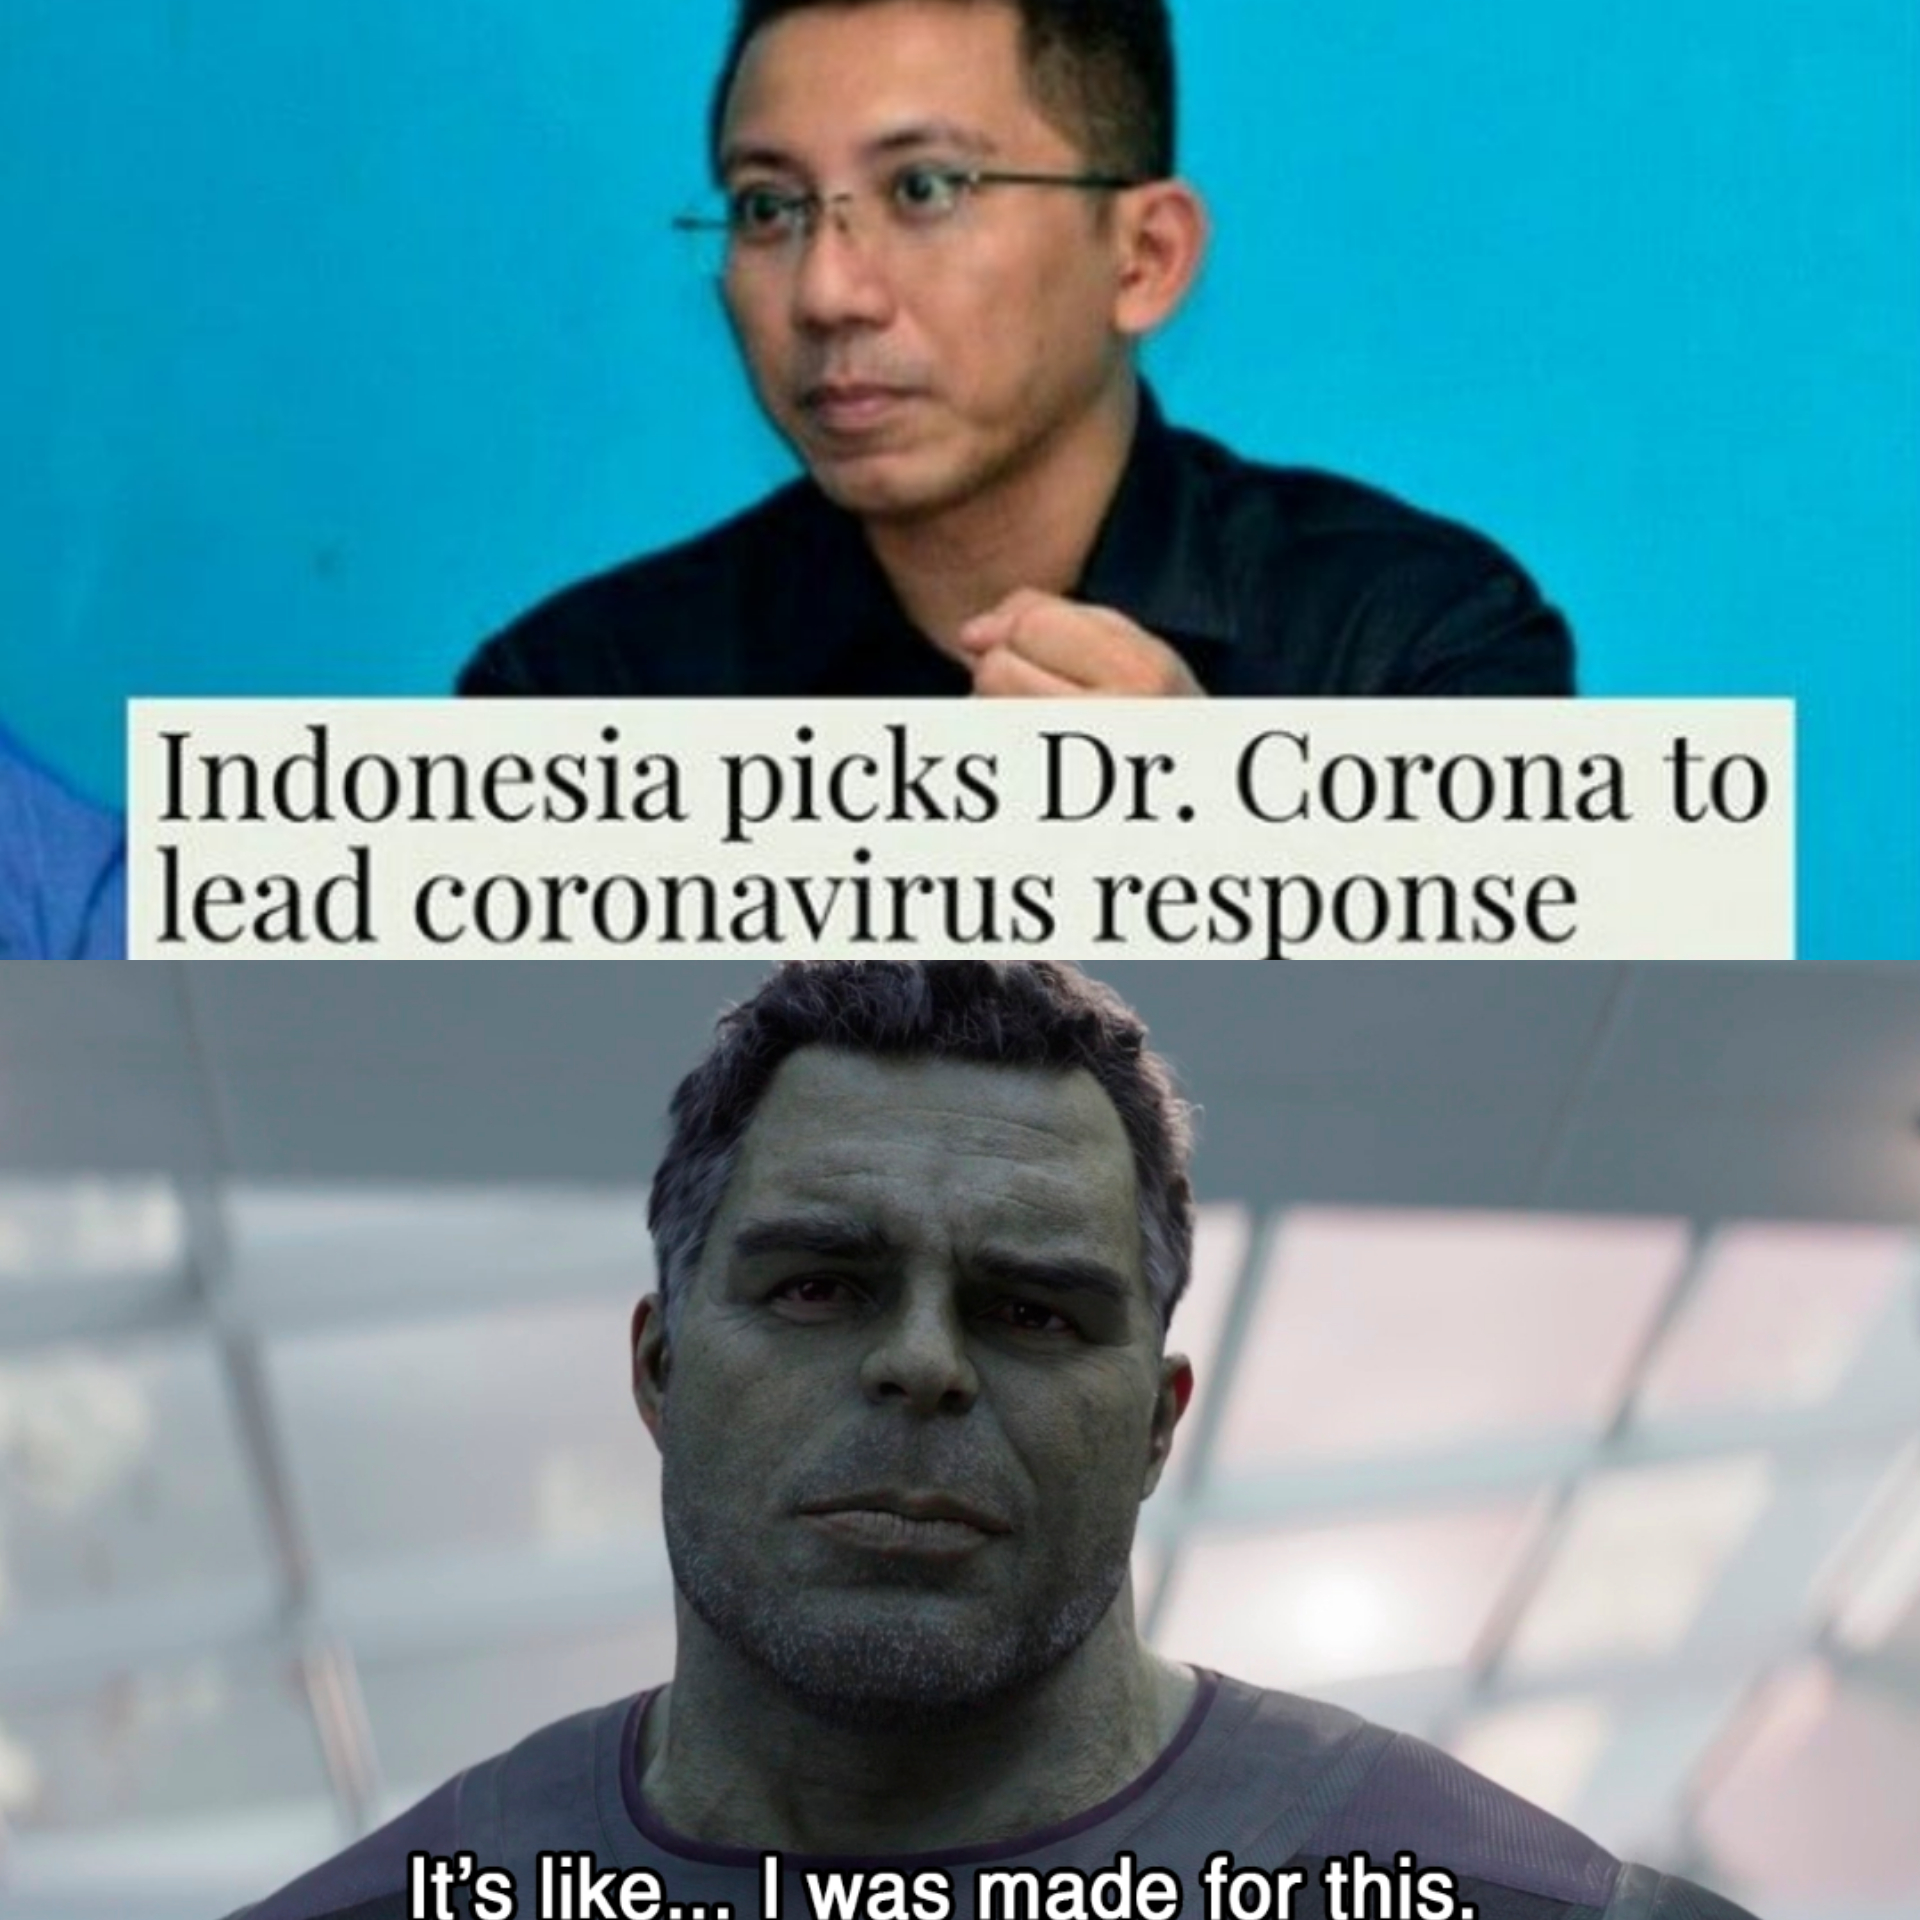 Indonesia picks Dr. Corona to
lead coronavirus response
It's like... I was made for this.